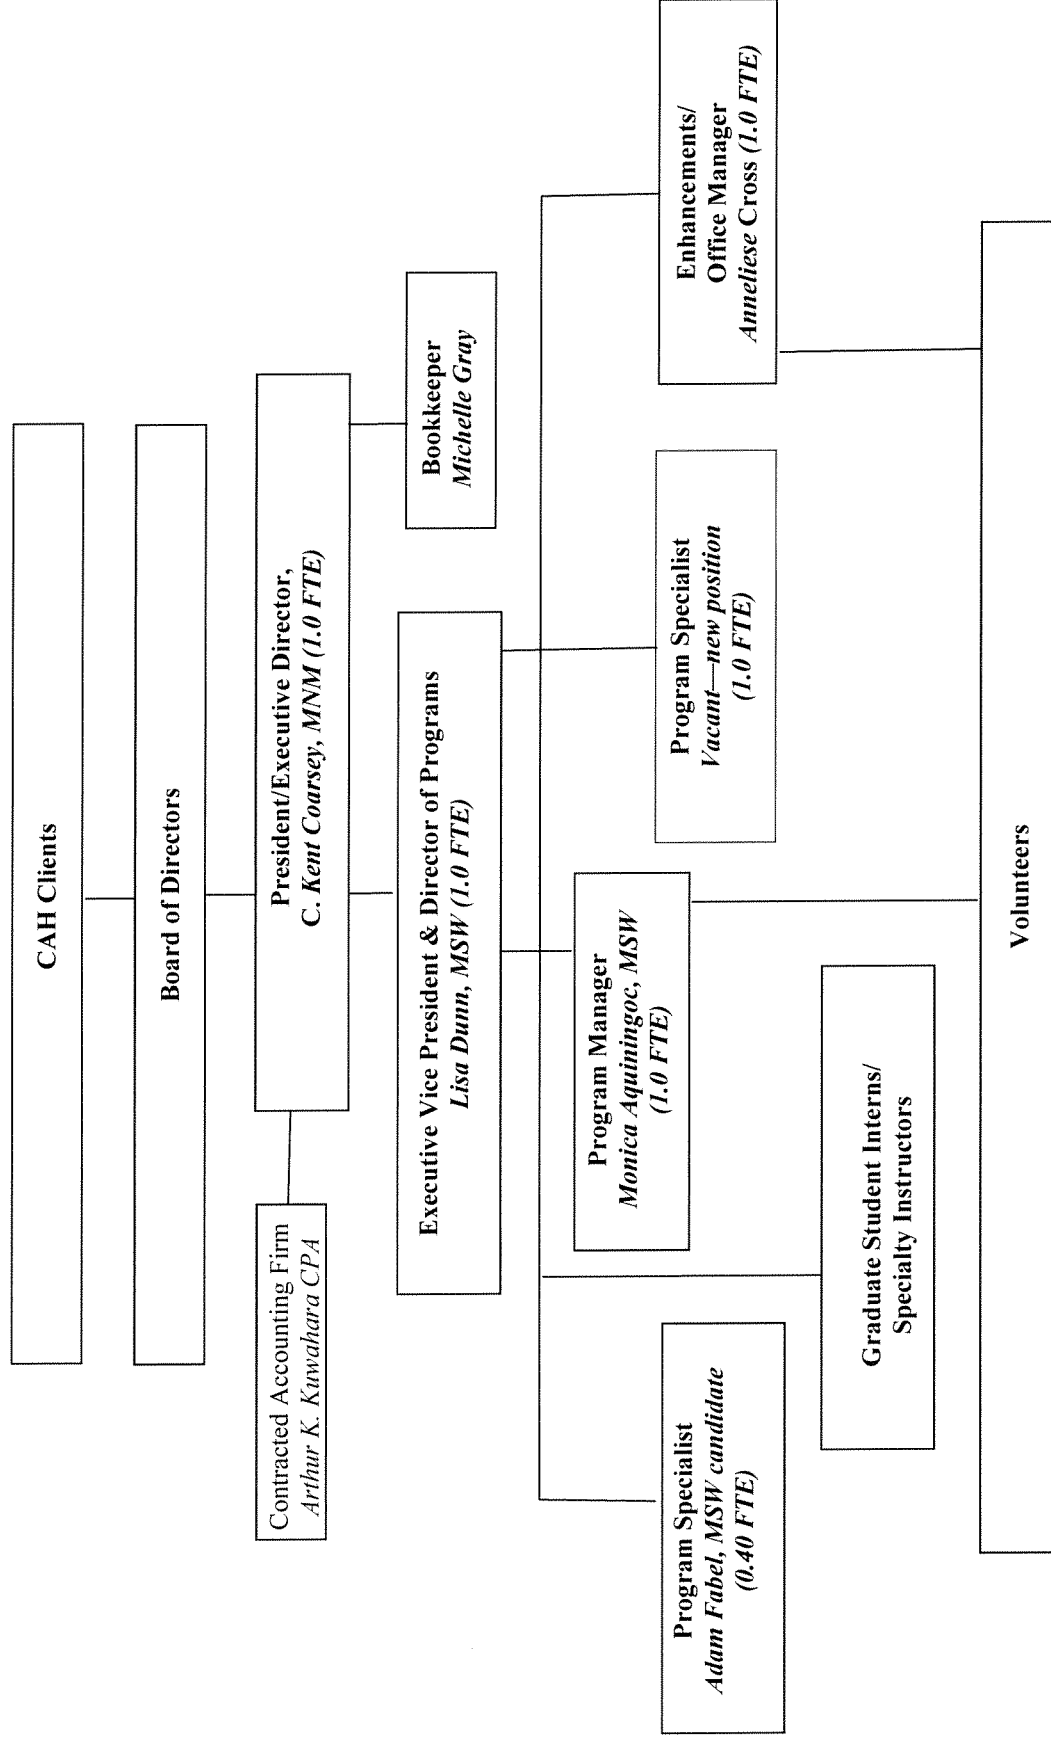 CAH Clients
Board of Directors
President/Executive Director,
C. Kent Coarsey, MNM (1.0 FTE)
Contracted Accounting Firm
Arthur K. Kuwahara CPA
Bookkeeper
Michelle Gray
Executive Vice President & Director of Programs
Lisa Dunn, MSW (1.0 FTE)
Program Specialist
Adam Fabel, MSW candidate
(0.40 FTE)
Program Manager
Monica Aquiningoc, MSW
(1.0 FTE)
Program Specialist
Vacant—new position
(1.0 FTE)
Enhancements/
Office Manager
Anneliese Cross (1.0 FTE)
Graduate Student Interns/
Specialty Instructors
Volunteers